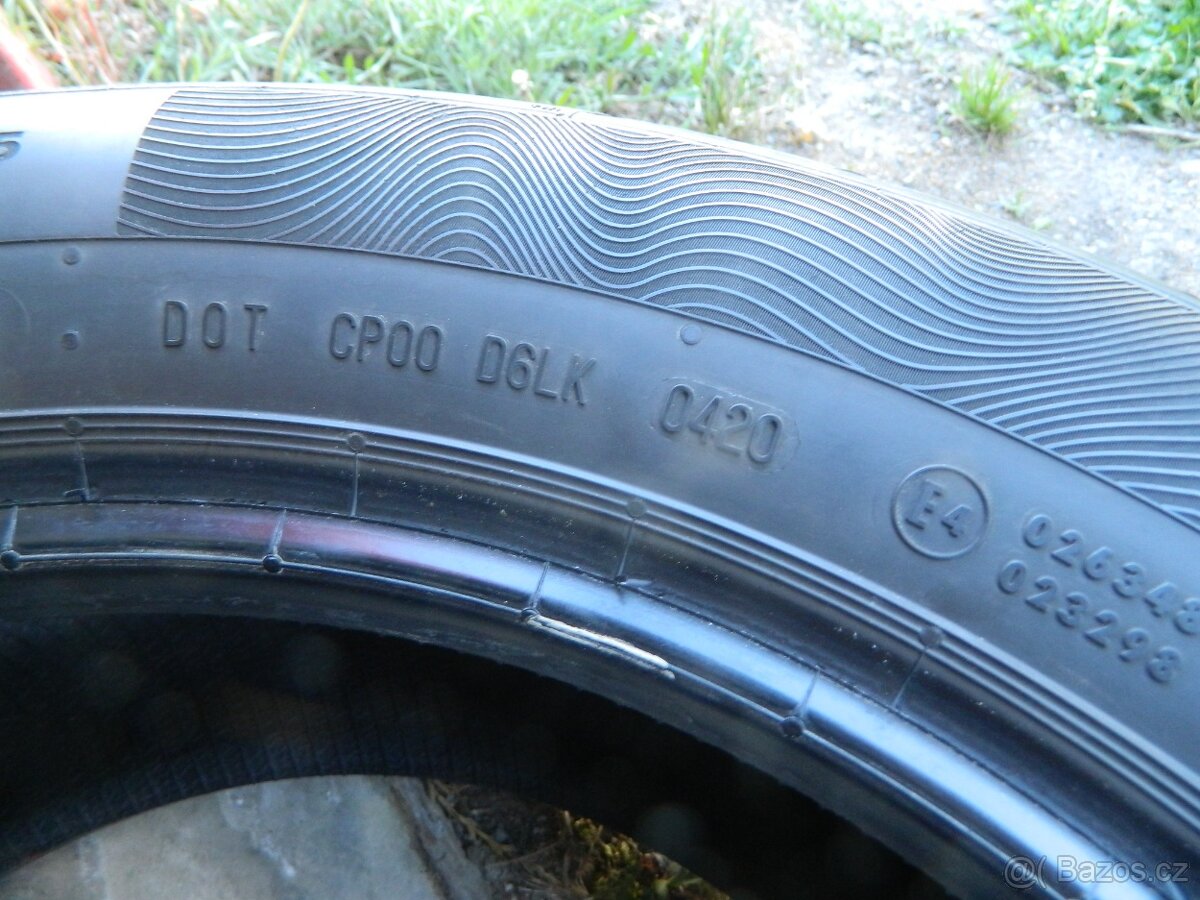 DOT CP00 D6LK 0420
E4
026348
023298
@( Bazos.cz